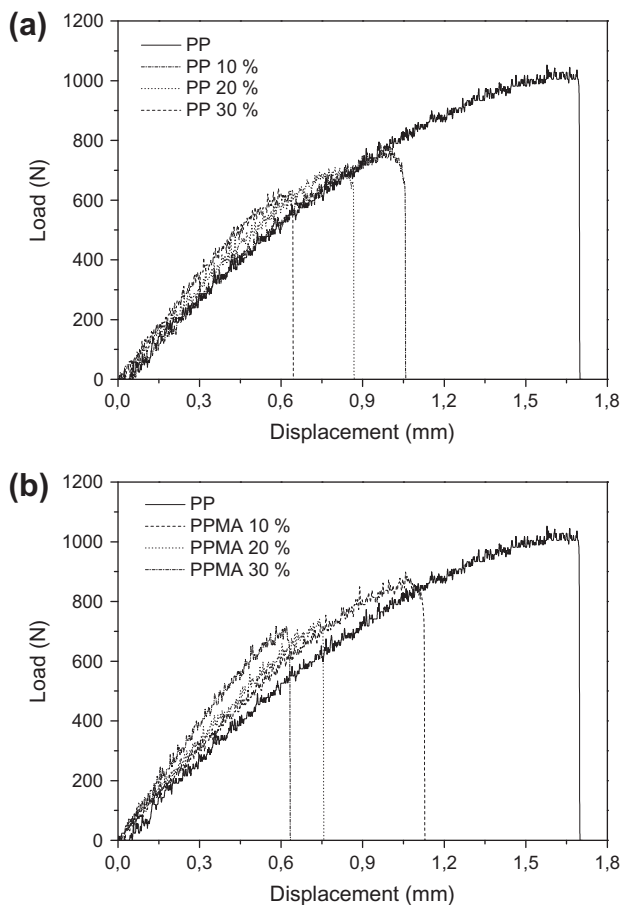 (a)
1200
1000
800
600
400
200
0
Load (N)
PP
PP 10 %
PP 20 %
PP 30 %
0,0 0,3 0,6 0,9 1,2 1,5 1,8
Displacement (mm)
(b)
1200
1000
800
600
400
200
0
Load (N)
PP
PPMA 10 %
PPMA 20 %
PPMA 30 %
0,0 0,3 0,6 0,9 1,2 1,5 1,8
Displacement (mm)